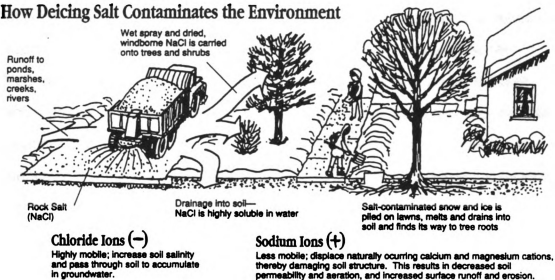 How Deicing Salt Contaminates the Environment
Wet spray and dried,
windborne NaCl is carried
onto trees and shrubs
Runoff to
ponds,
marshes,
creeks,
rivers
Rock Salt
(NaCl)
Drainage into soil—
NaCl is highly soluble in water
Salt-contaminated snow and ice is
piled on lawns, melts and drains into
soil and finds its way to tree roots
Chloride Ions (−)
Highly mobile; increase soil salinity
and pass through soil to accumulate
in groundwater.
Sodium Ions (+)
Less mobile; displace naturally ocurring calcium and magnesium cations,
thereby damaging soil structure. This results in decreased soil
permeability and aeration, and increased surface runoff and erosion.